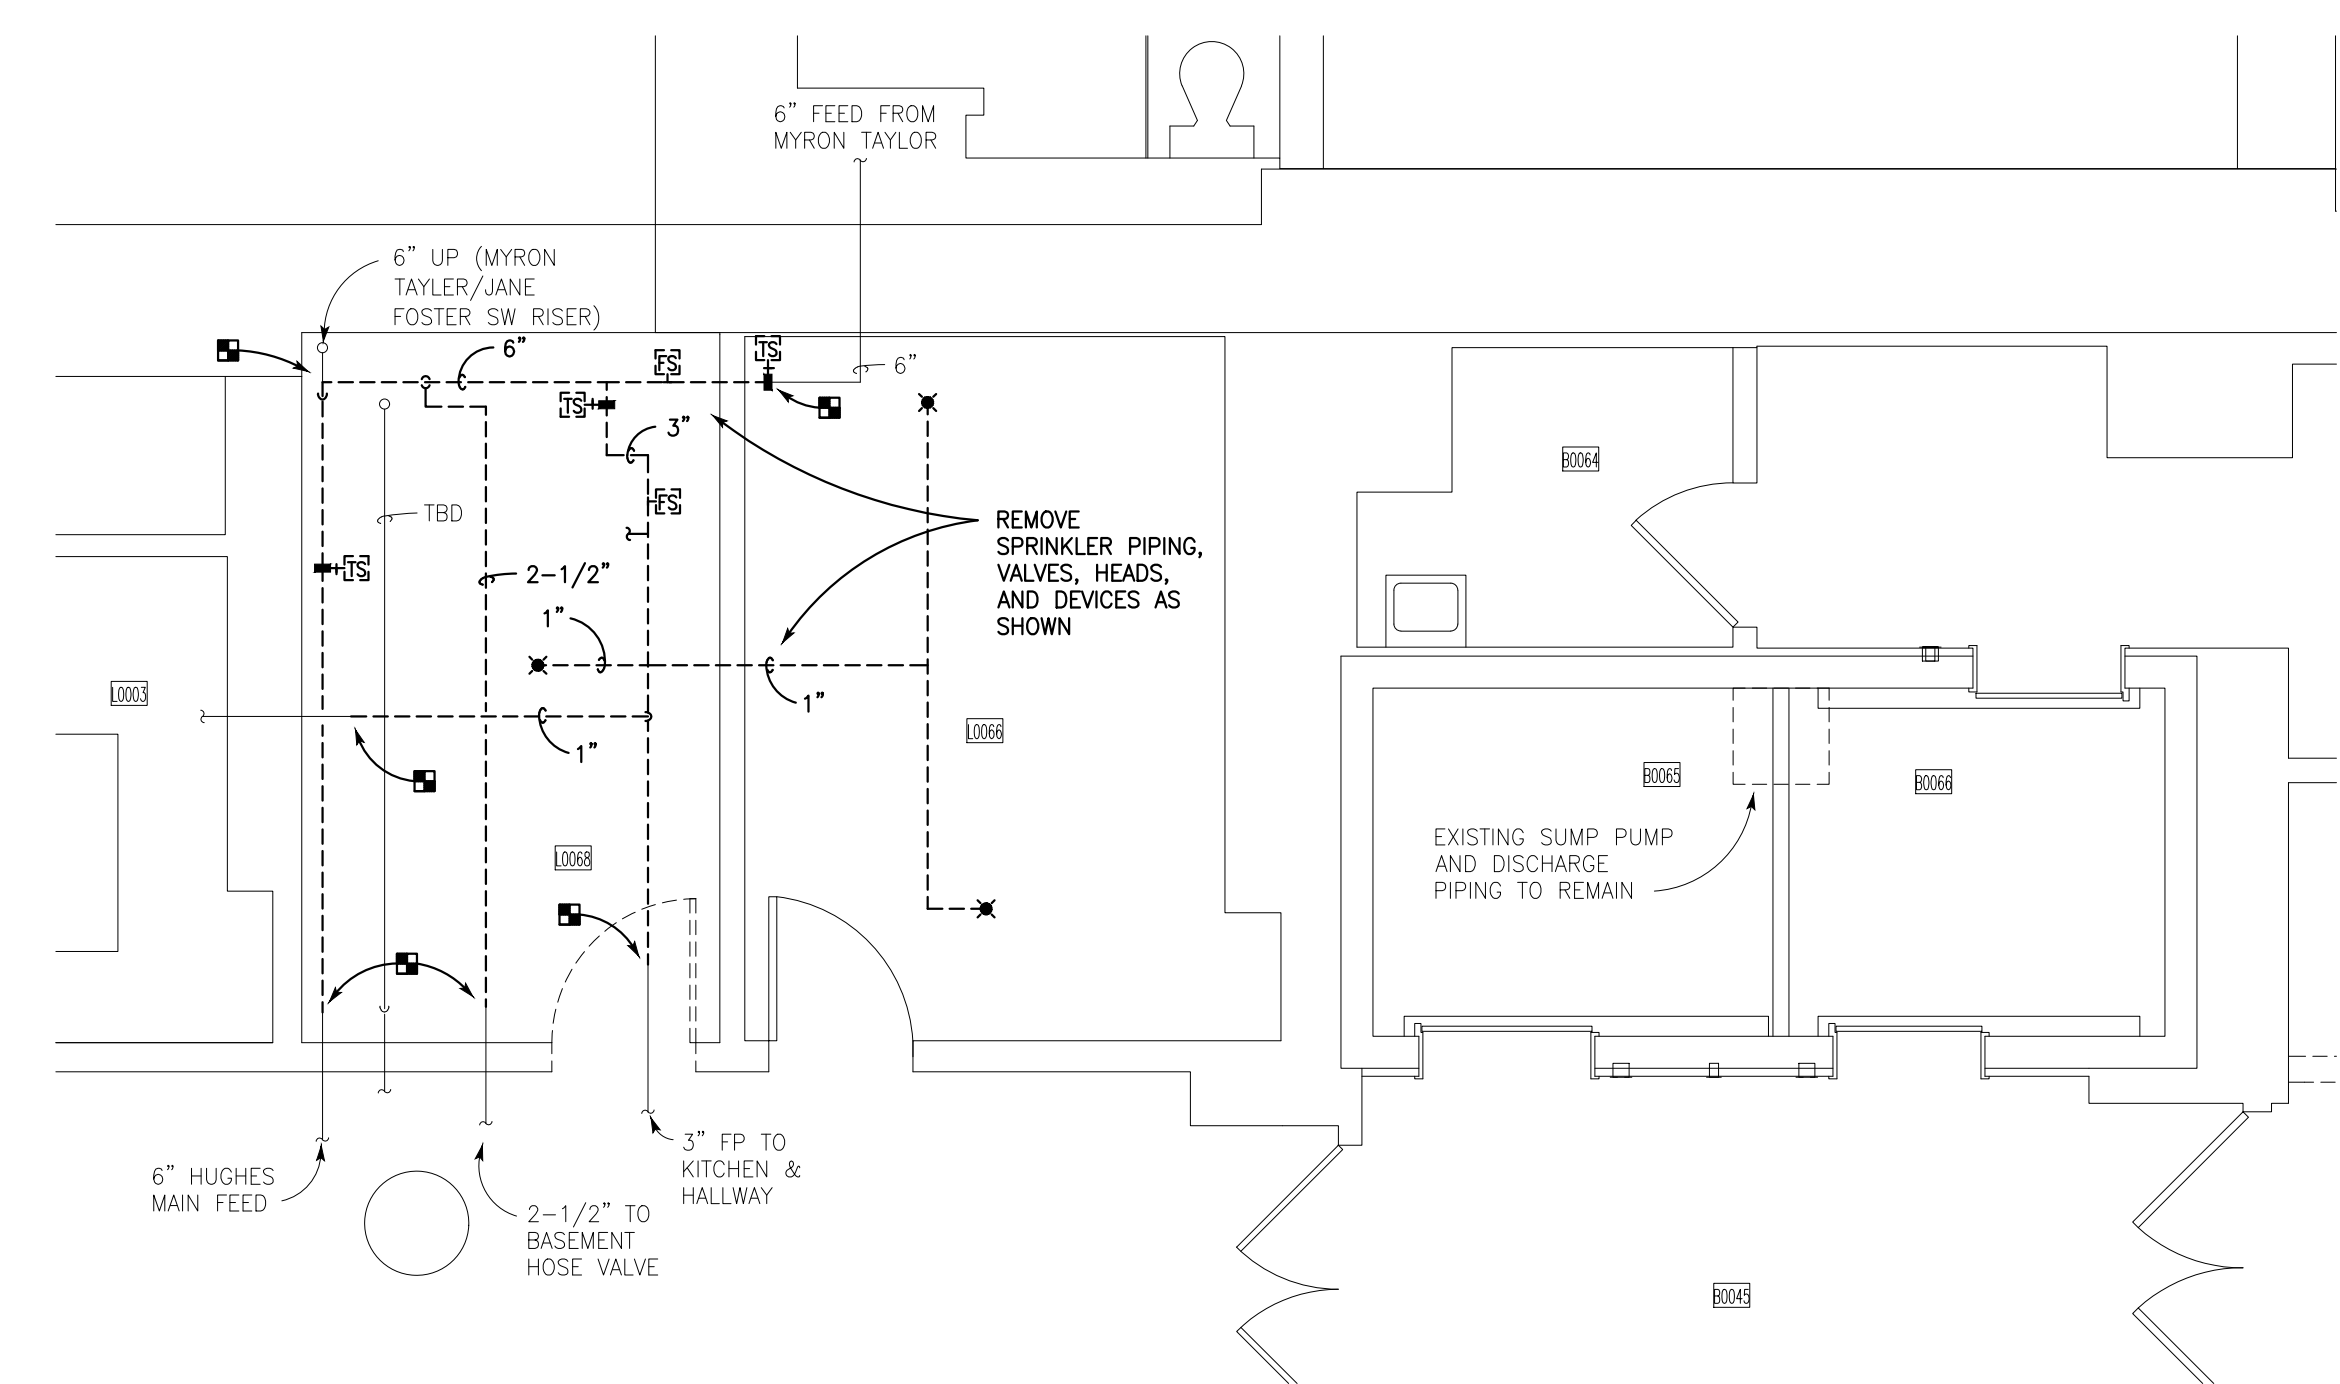 6" FEED FROM
MYRON TAYLOR
6" UP (MYRON
TAYLER/JANE
FOSTER SW RISER)
6"
FS
TS
6"
TS
3"
B0064
FS
TBD
REMOVE
SPRINKLER PIPING,
VALVES, HEADS,
AND DEVICES AS
SHOWN
TS
2-1/2"
1"
L0003
1"
L0066
1"
B0065
B0066
EXISTING SUMP PUMP
AND DISCHARGE
PIPING TO REMAIN
L0068
3" FP TO
KITCHEN &
HALLWAY
6" HUGHES
MAIN FEED
2-1/2" TO
BASEMENT
HOSE VALVE
B0045